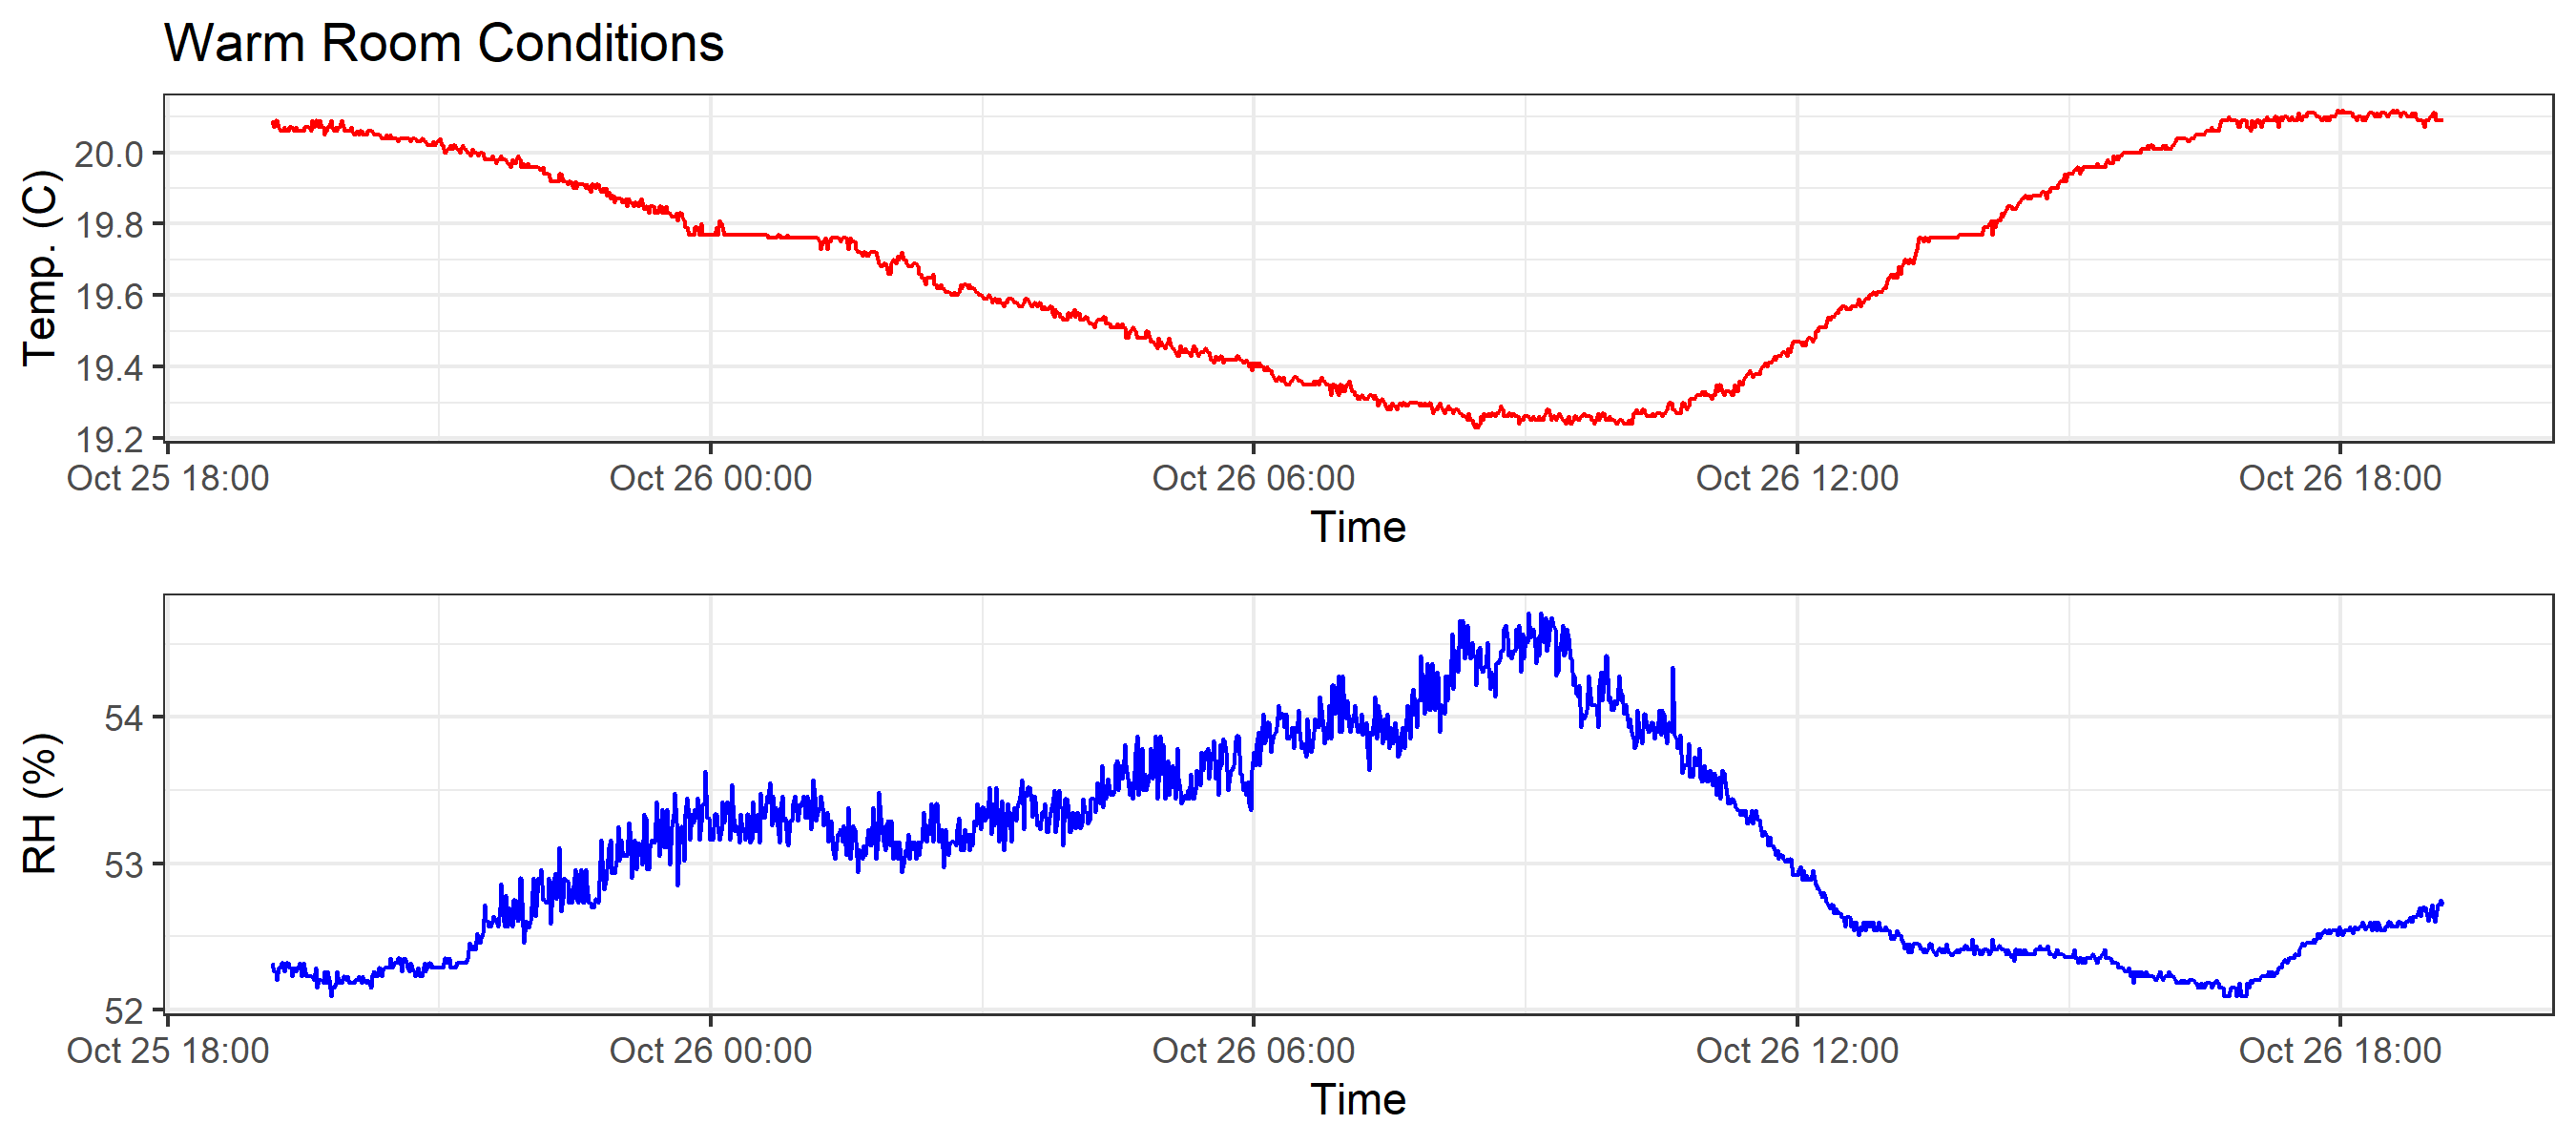 Warm Room Conditions
Temp. (C)
20.0
19.8
19.6
19.4
19.2
Oct 25 18:00 Oct 26 00:00 Oct 26 06:00 Oct 26 12:00 Oct 26 18:00
Time
RH (%)
54
53
52
Oct 25 18:00 Oct 26 00:00 Oct 26 06:00 Oct 26 12:00 Oct 26 18:00
Time